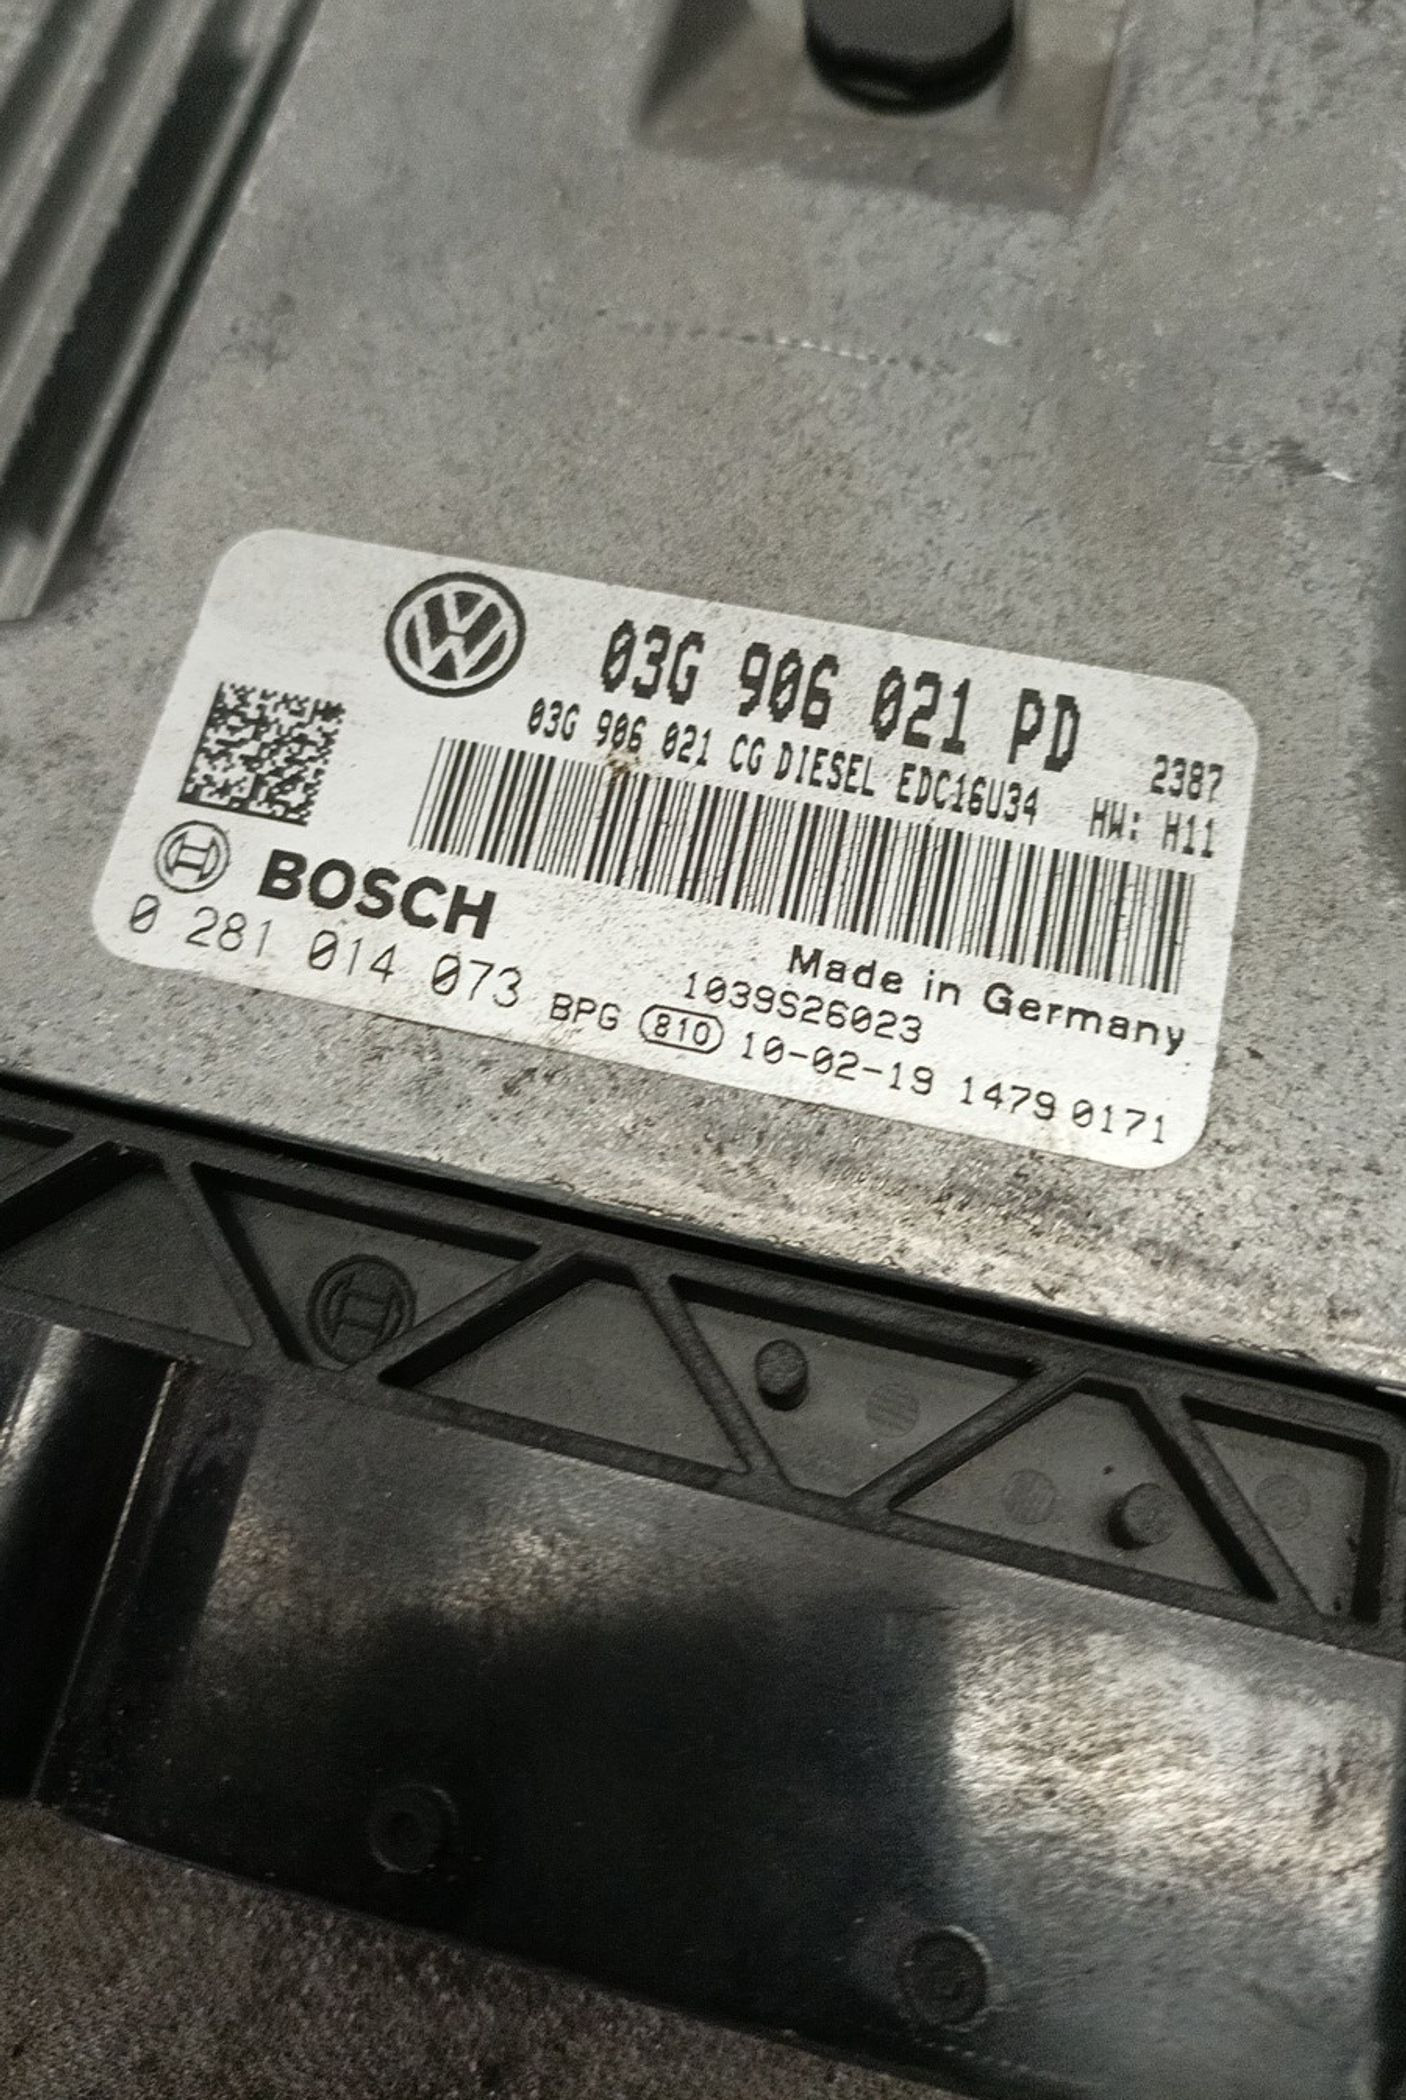 03G 906 021 PD 2387
03G 906 021 CG DIESEL EDC16U34 HW: H11
BOSCH
0 281 014 073
Made in Germany
1039S26023
BPG 810 10-02-19 1479 0171